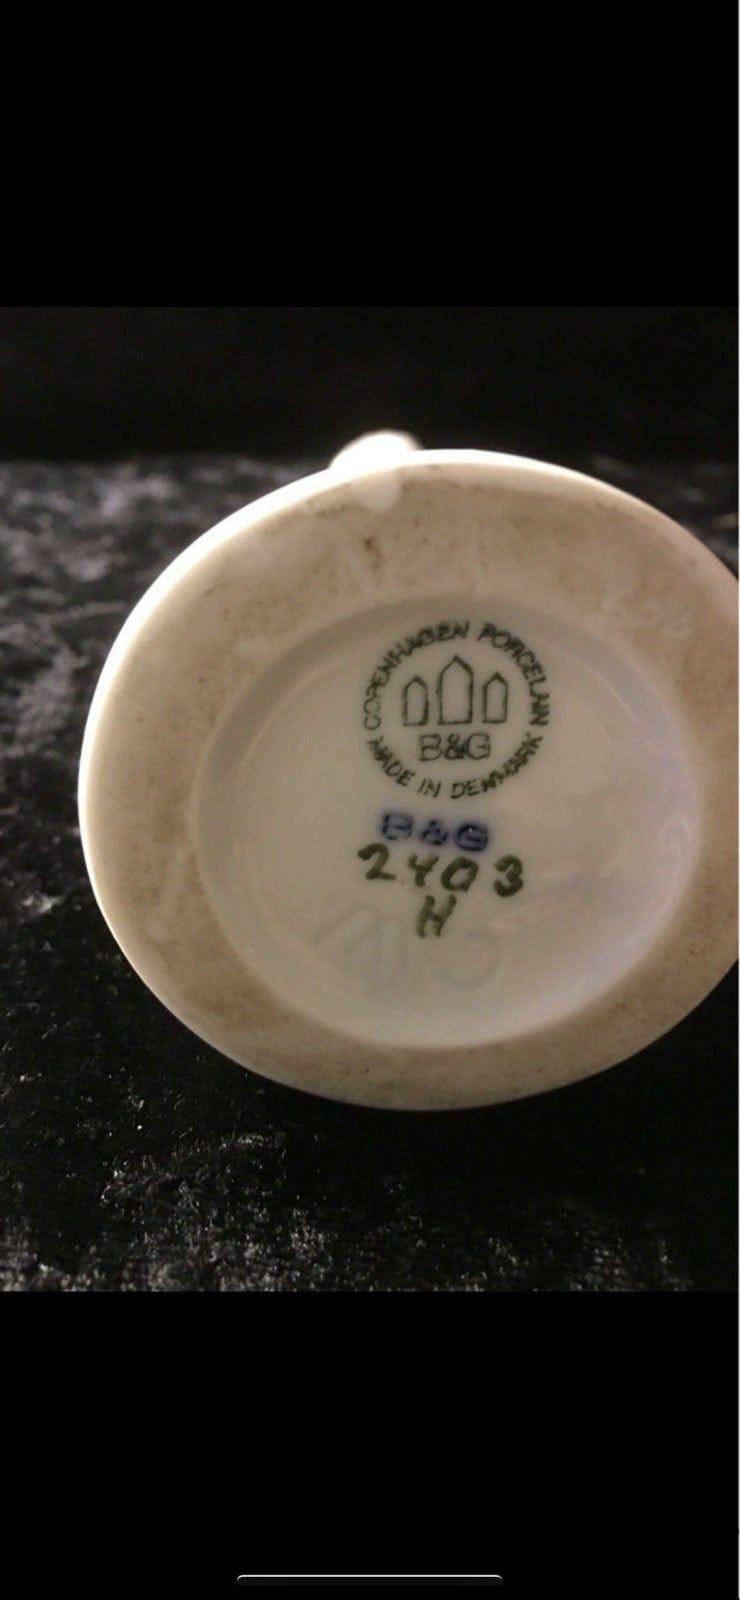 COPENHAGEN PORCELAIN
B&G
MADE IN DENMARK
B&G
2403
H